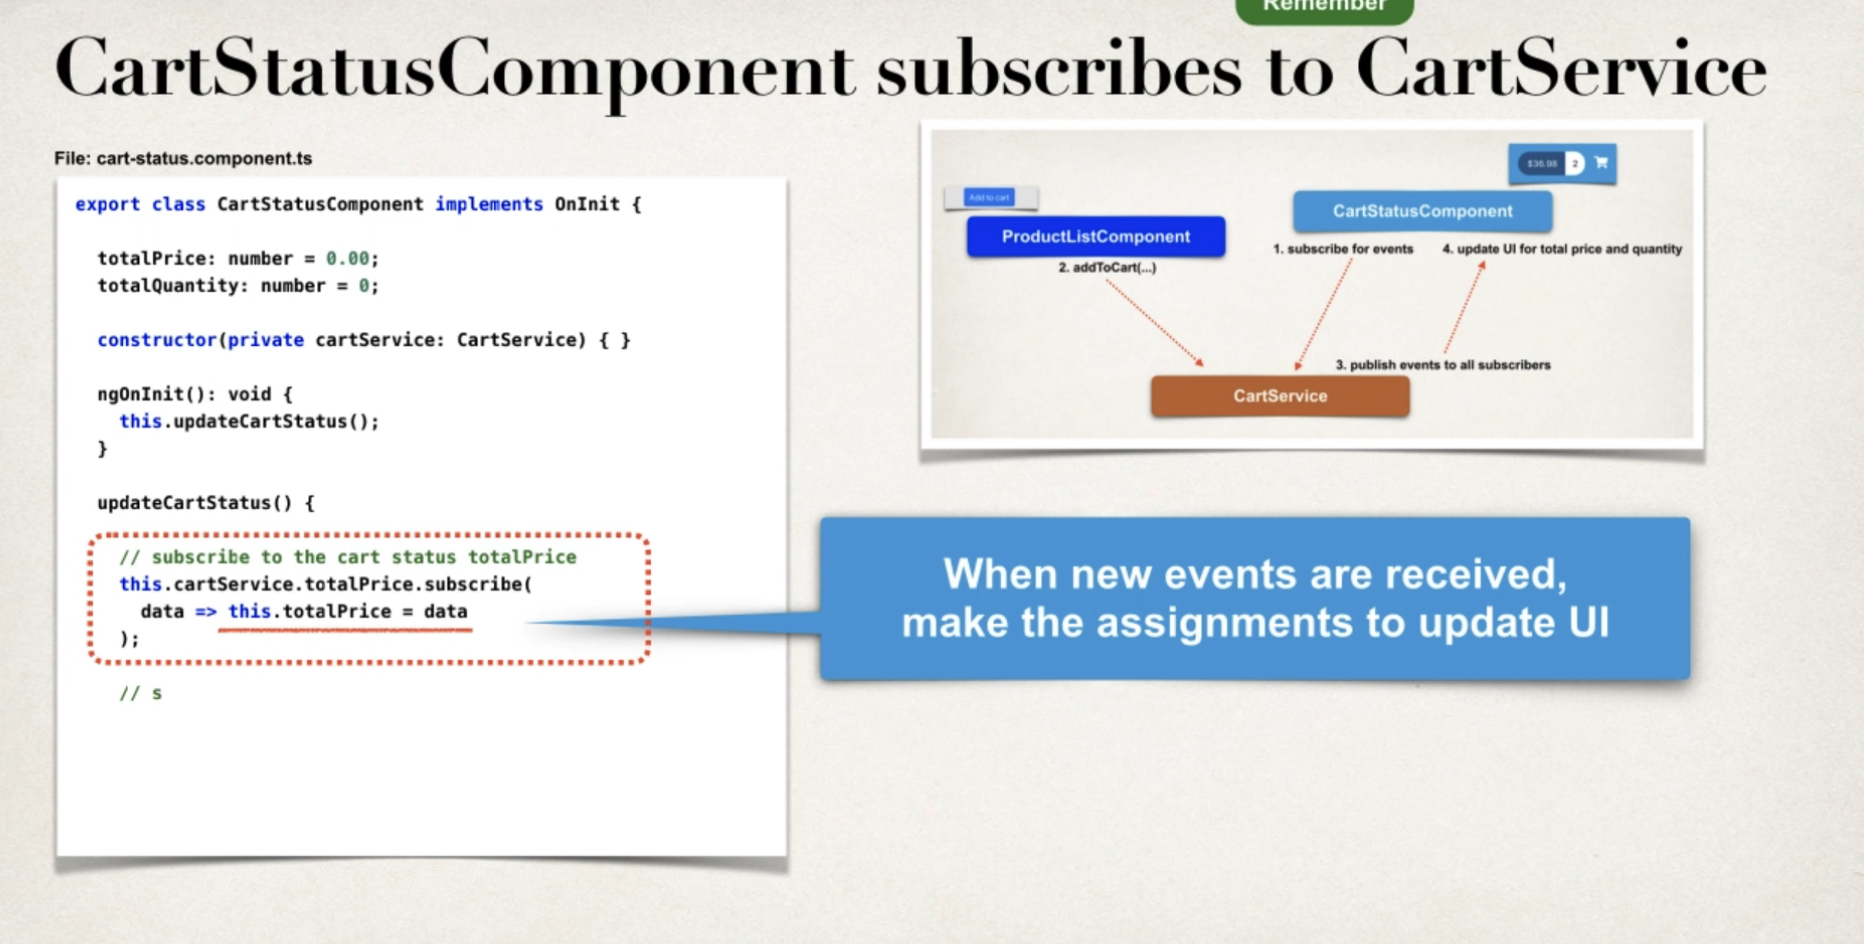 Remember
CartStatusComponent subscribes to CartService
File: cart-status.component.ts
export class CartStatusComponent implements OnInit {
totalPrice: number = 0.00;
totalQuantity: number = 0;
constructor(private cartService: CartService) { }
ngOnInit(): void {
this.updateCartStatus();
}
updateCartStatus() {
// subscribe to the cart status totalPrice
this.cartService.totalPrice.subscribe(
data => this.totalPrice = data
);
// s
$36.98 2
Add to cart
CartStatusComponent
ProductListComponent
1. subscribe for events
4. update UI for total price and quantity
2. addToCart(...)
3. publish events to all subscribers
CartService
When new events are received,
make the assignments to update UI